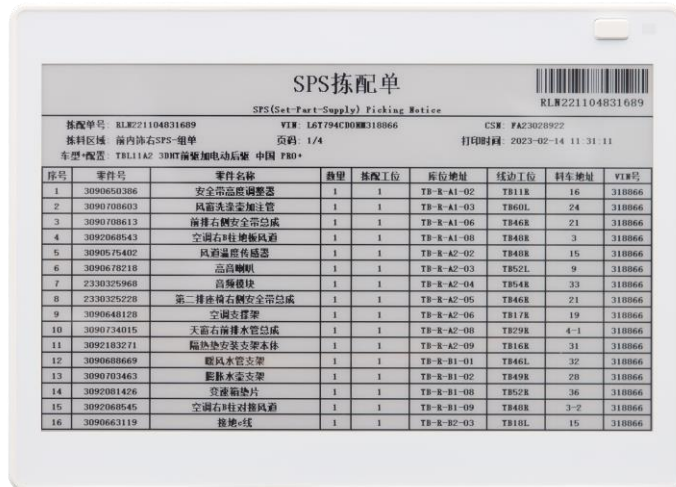 SPS拣配单
SPS(Set-Part-Supply) Picking Notice
RLN221104831689
拣配单号: RLN221104831689 VIN: L6T794CD0NM318866 CSN: FA23028922
拣料区域: 前内饰右SPS-组单 页码: 1/4 打印时间: 2023-02-14 11:31:11
车型+配置: TBL11A2 3DHT前驱加电动后驱 中国 PRO+
序号 零件号 零件名称 数量 拣配工位 库位地址 线边工位 料车地址 VIN号
1 3090650386 安全带高度调整器 1 1 TB-R-A1-02 TB11R 16 318866
2 3090708603 风窗洗涤壶加注管 1 1 TB-R-A1-03 TB60L 24 318866
3 3090708613 前排右侧安全带总成 1 1 TB-R-A1-06 TB46R 21 318866
4 3092068543 空调右B柱地板风道 1 1 TB-R-A1-08 TB48R 3 318866
5 3090575402 风道温度传感器 1 1 TB-R-A2-02 TB48R 15 318866
6 3090678218 高音喇叭 1 1 TB-R-A2-03 TB52L 9 318866
7 2330325968 音频模块 1 1 TB-R-A2-04 TB54R 33 318866
8 2330325228 第二排座椅右侧安全带总成 1 1 TB-R-A2-05 TB46R 21 318866
9 3090648128 空调支撑架 1 1 TB-R-A2-06 TB17R 19 318866
10 3090734015 天窗右前排水管总成 1 1 TB-R-A2-08 TB29R 4-1 318866
11 3092183271 隔热垫安装支架本体 1 1 TB-R-A2-09 TB16R 31 318866
12 3090688669 暖风水管支架 1 1 TB-R-B1-01 TB46L 32 318866
13 3090703463 膨胀水壶支架 1 1 TB-R-B1-02 TB49R 28 318866
14 3092081426 变速箱垫片 1 1 TB-R-B1-08 TB52R 36 318866
15 3092068545 空调右B柱对接风道 1 1 TB-R-B1-09 TB48R 3-2 318866
16 3090663119 接地c线 1 1 TB-R-B2-03 TB18L 15 318866